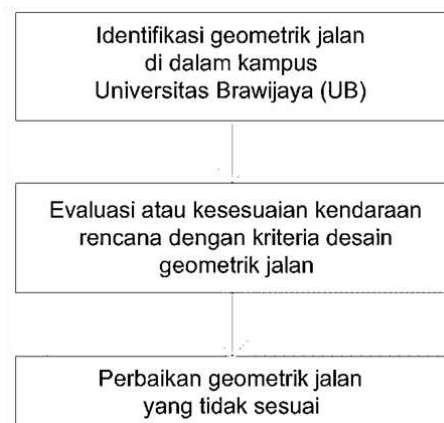 Identifikasi geometrik jalan
di dalam kampus
Universitas Brawijaya (UB)
Evaluasi atau kesesuaian kendaraan
rencana dengan kriteria desain
geometrik jalan
Perbaikan geometrik jalan
yang tidak sesuai